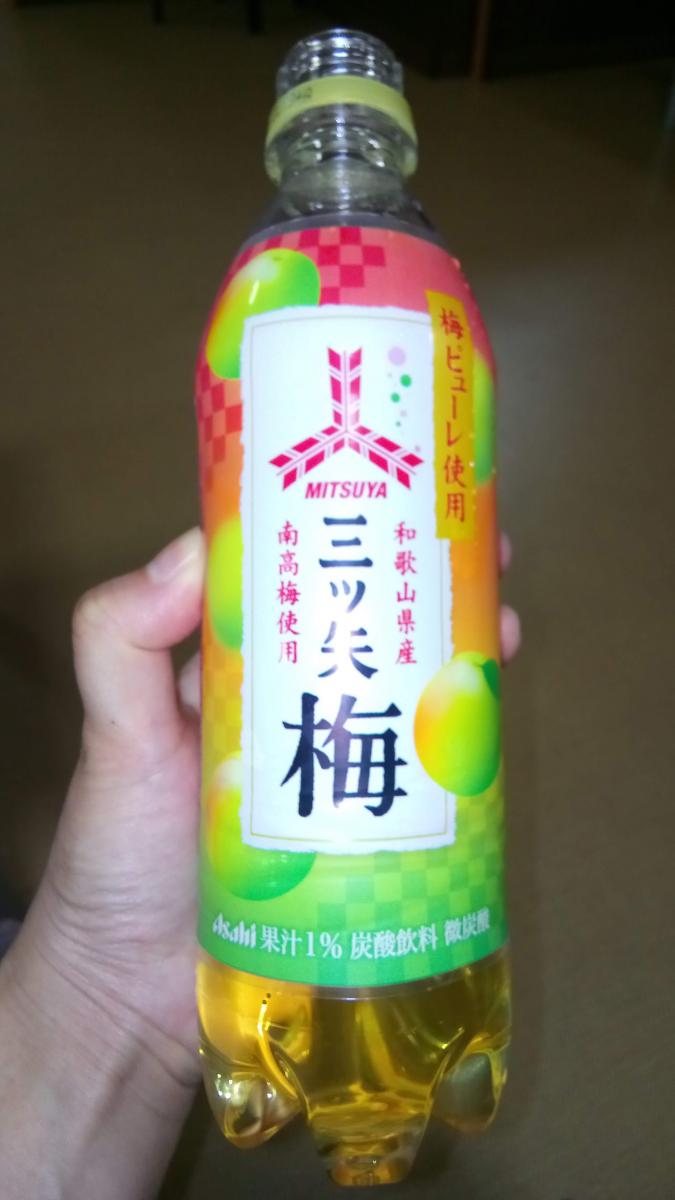 梅ピューレ使用
MITSUYA
和歌山県産
南高梅使用
三ツ矢
梅
Asahi 果汁1% 炭酸飲料 微炭酸